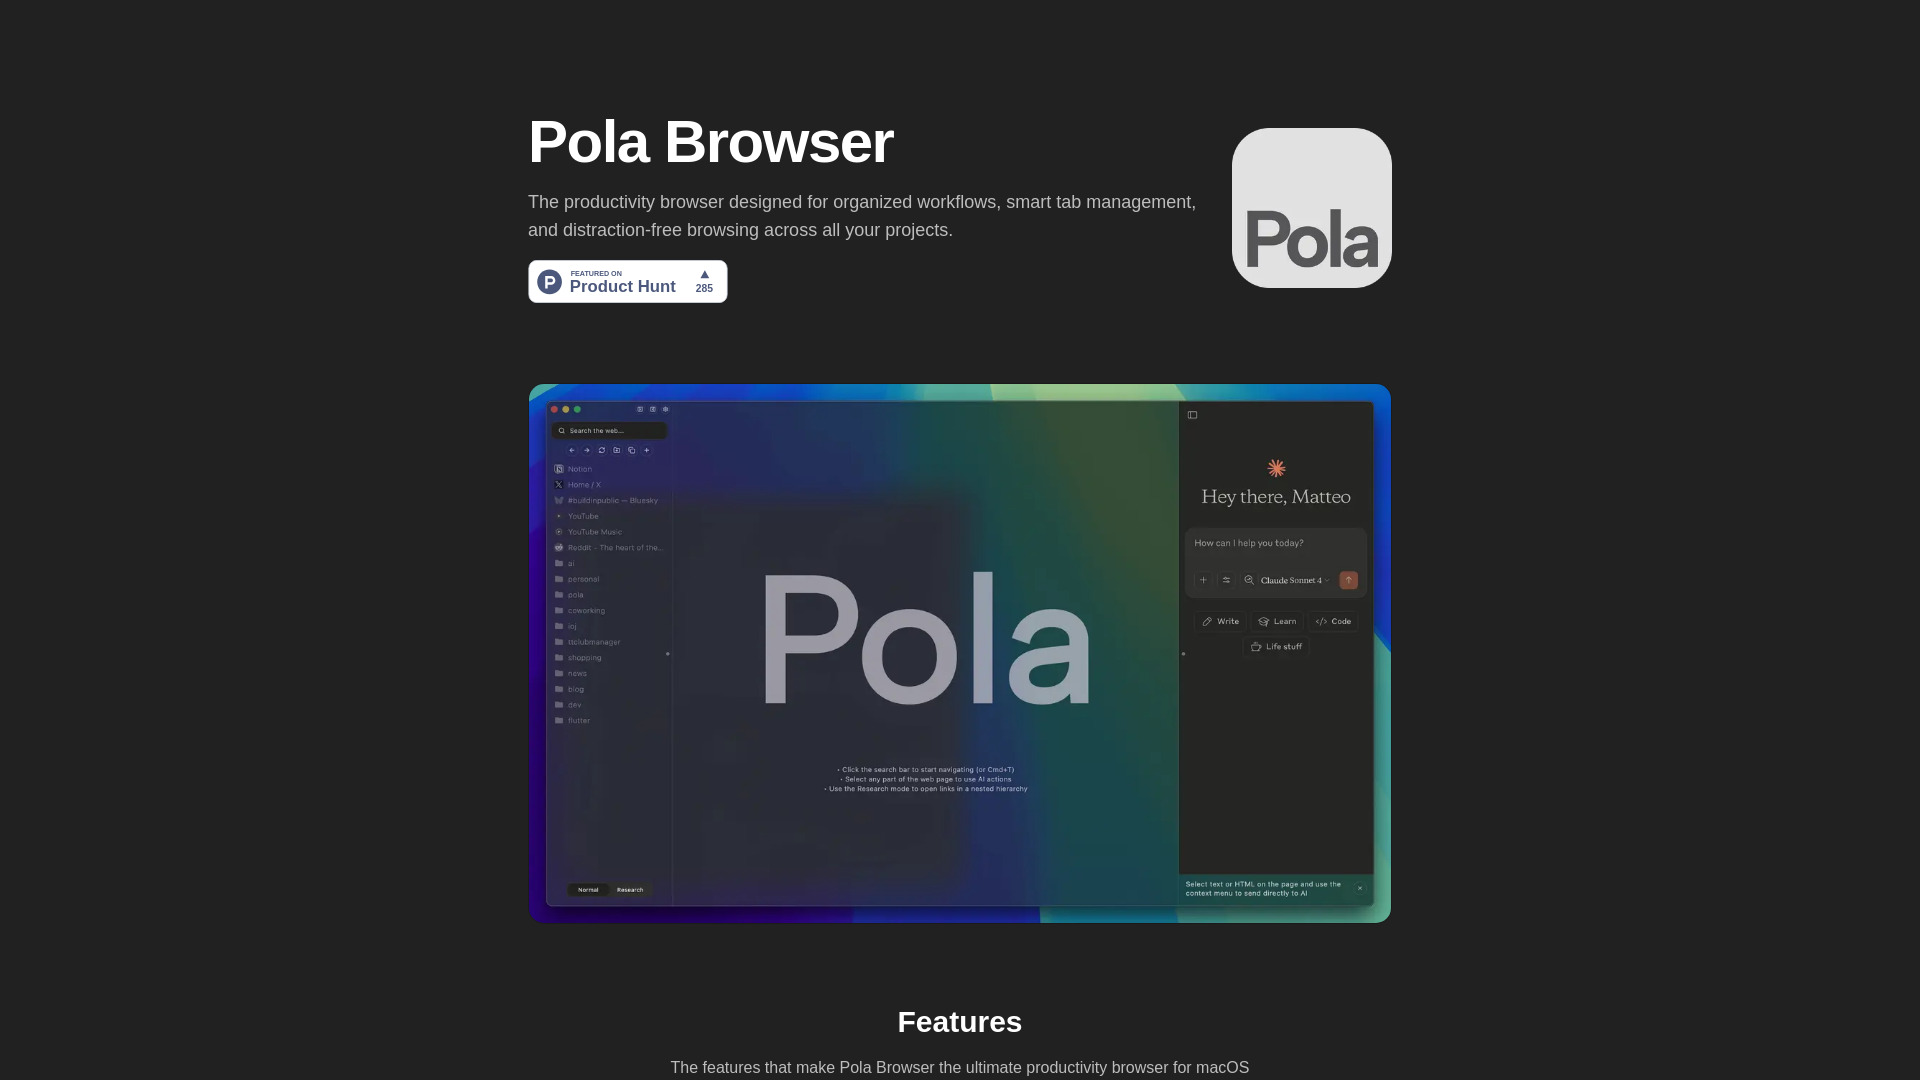 Pola Browser
The productivity browser designed for organized workflows, smart tab management,
and distraction-free browsing across all your projects.
P
FEATURED ON
Product Hunt
285
Pola
Search the web...
Notion
Home / X
#buildinpublic — Bluesky
YouTube
YouTube Music
Reddit - The heart of the...
ai
personal
pola
coworking
ioj
ttclubmanager
shopping
news
blog
dev
flutter
Normal
Research
Pola
• Click the search bar to start navigating (or Cmd+T)
• Select any part of the web page to use AI actions
• Use the Research mode to open links in a nested hierarchy
Hey there, Matteo
How can I help you today?
Claude Sonnet 4
Write
Learn
Code
Life stuff
Select text or HTML on the page and use the
context menu to send directly to AI
Features
The features that make Pola Browser the ultimate productivity browser for macOS